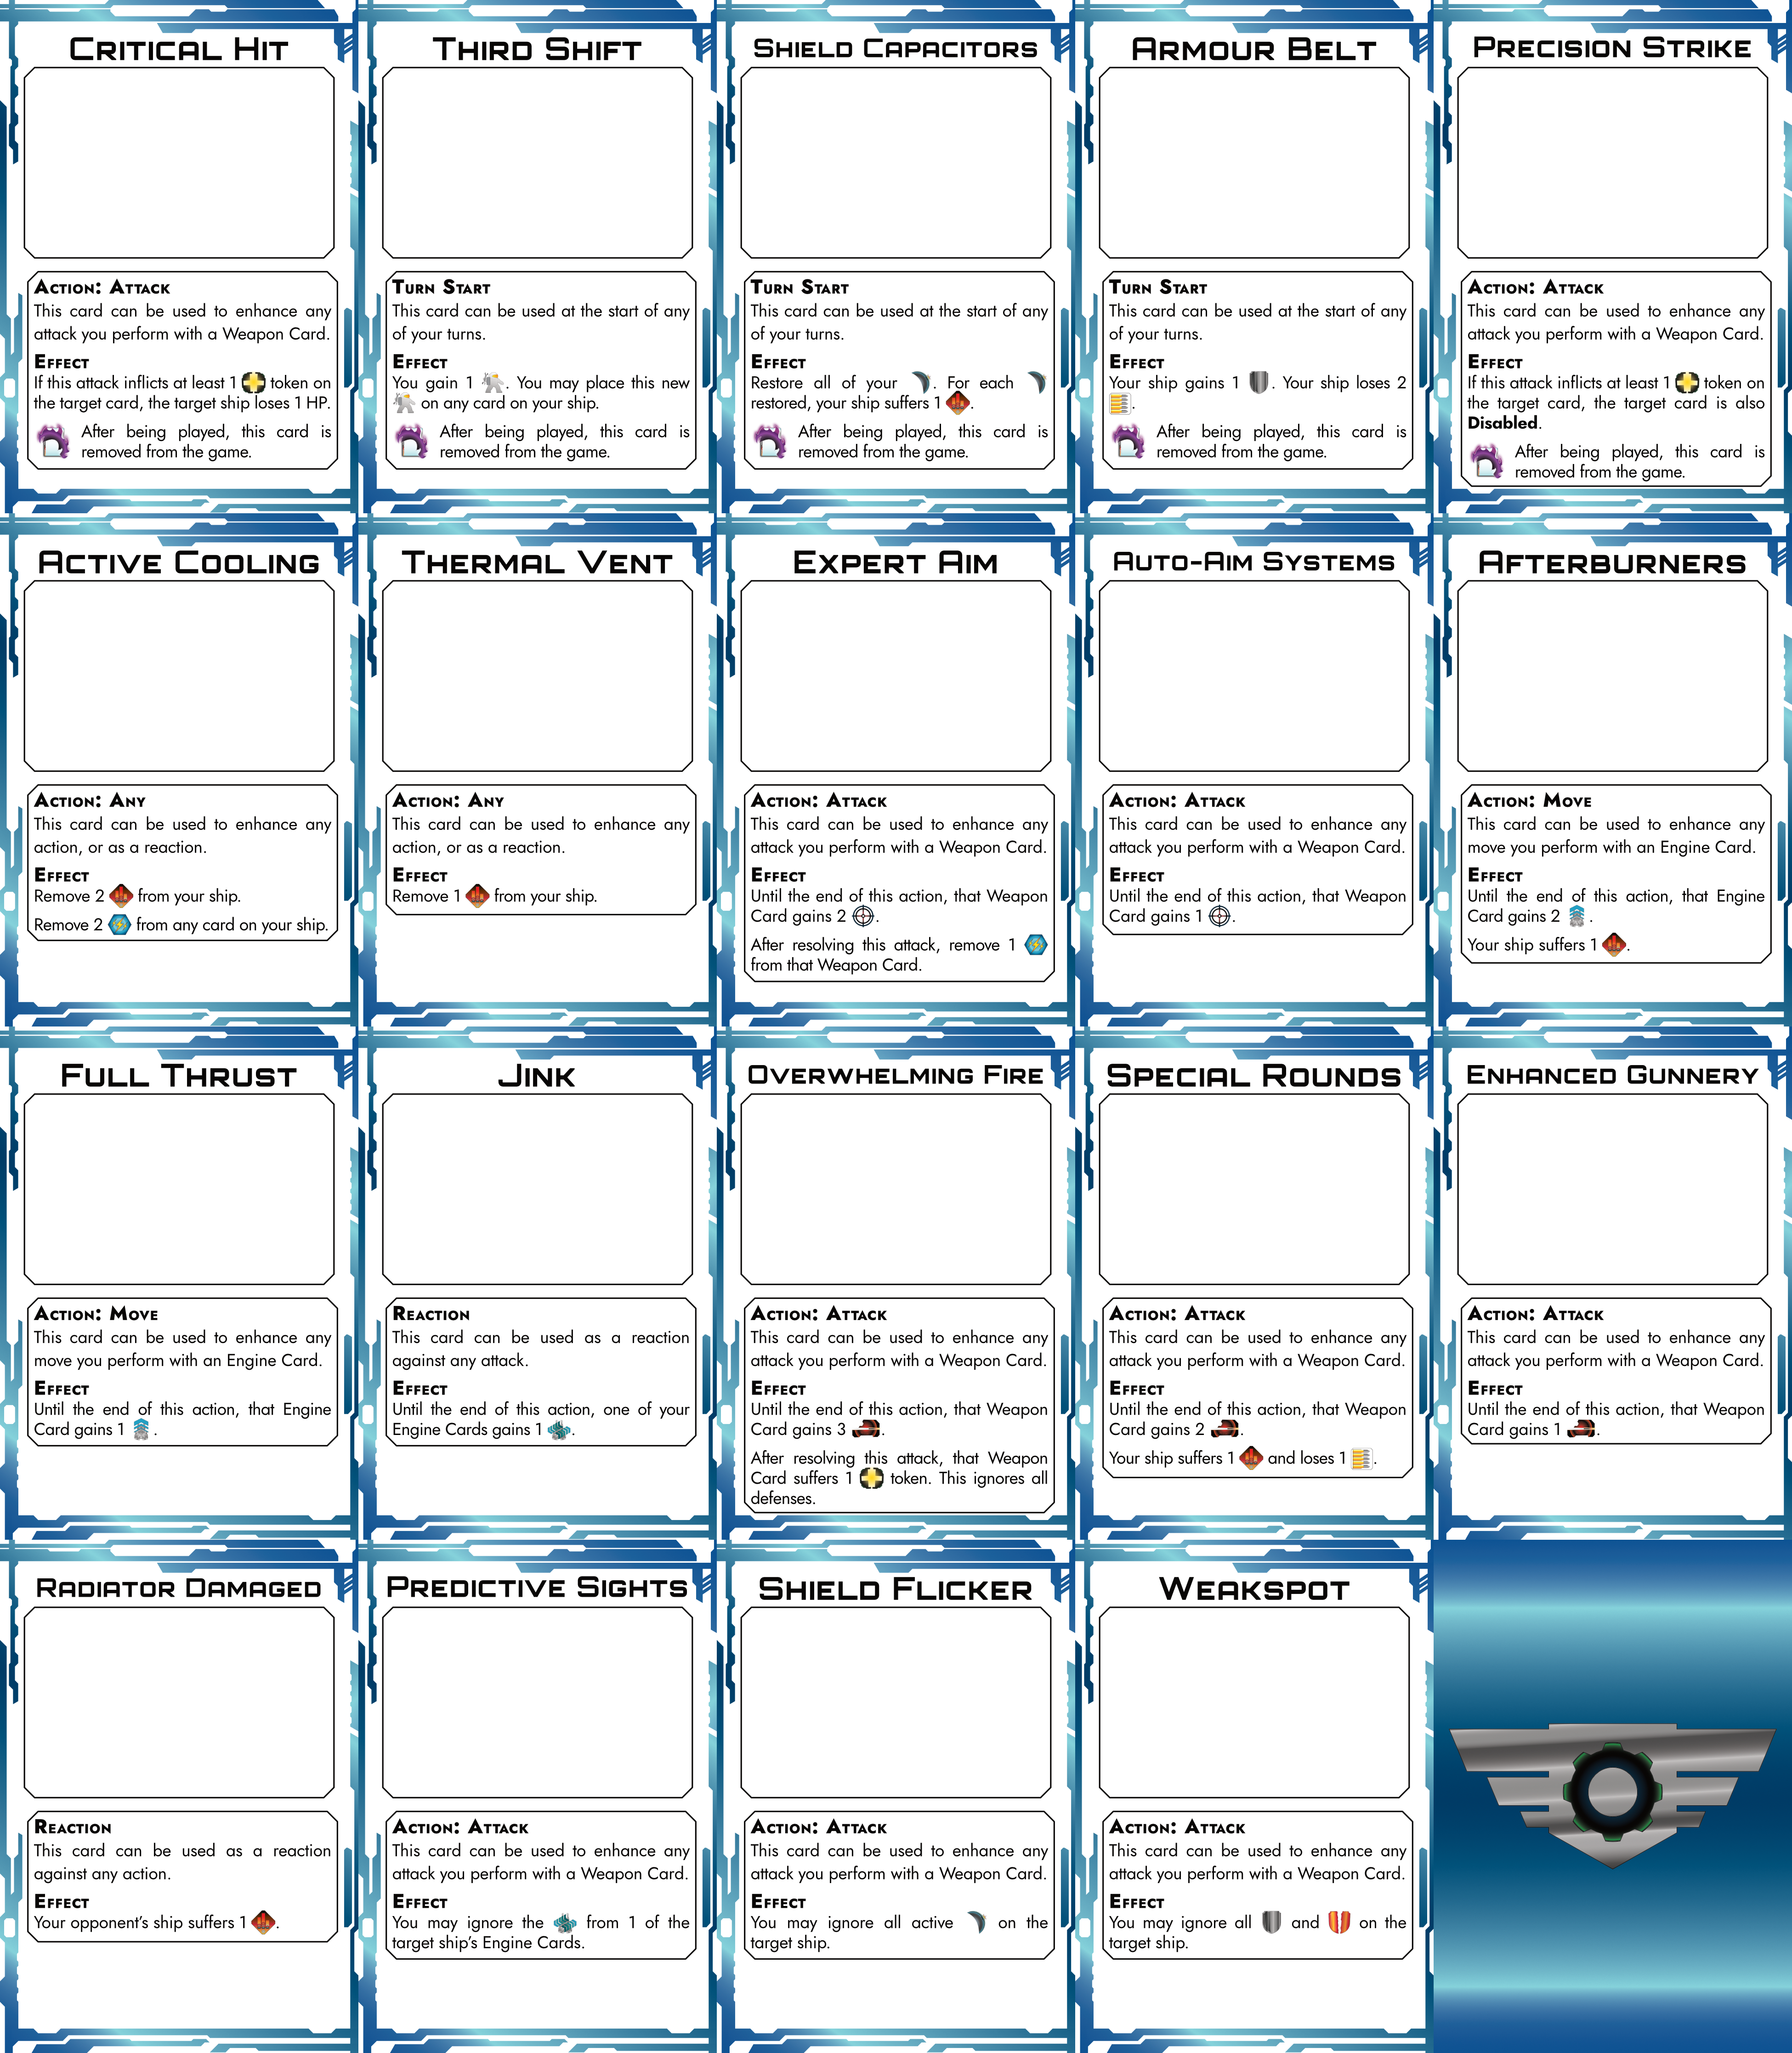 Critical Hit
Action: Attack
This card can be used to enhance any
attack you perform with a Weapon Card.
Effect
If this attack inflicts at least 1 token on
the target card, the target ship loses 1 HP.
After being played, this card is
removed from the game.
Third Shift
Turn Start
This card can be used at the start of any
of your turns.
Effect
You gain 1 . You may place this new
on any card on your ship.
After being played, this card is
removed from the game.
Shield Capacitors
Turn Start
This card can be used at the start of any
of your turns.
Effect
Restore all of your . For each
restored, your ship suffers 1 .
After being played, this card is
removed from the game.
Armour Belt
Turn Start
This card can be used at the start of any
of your turns.
Effect
Your ship gains 1 . Your ship loses 2
.
After being played, this card is
removed from the game.
Precision Strike
Action: Attack
This card can be used to enhance any
attack you perform with a Weapon Card.
Effect
If this attack inflicts at least 1 token on
the target card, the target card is also
Disabled.
After being played, this card is
removed from the game.
Active Cooling
Action: Any
This card can be used to enhance any
action, or as a reaction.
Effect
Remove 2 from your ship.
Remove 2 from any card on your ship.
Thermal Vent
Action: Any
This card can be used to enhance any
action, or as a reaction.
Effect
Remove 1 from your ship.
Expert Aim
Action: Attack
This card can be used to enhance any
attack you perform with a Weapon Card.
Effect
Until the end of this action, that Weapon
Card gains 2 .
After resolving this attack, remove 1
from that Weapon Card.
Auto-Aim Systems
Action: Attack
This card can be used to enhance any
attack you perform with a Weapon Card.
Effect
Until the end of this action, that Weapon
Card gains 1 .
Afterburners
Action: Move
This card can be used to enhance any
move you perform with an Engine Card.
Effect
Until the end of this action, that Engine
Card gains 2 .
Your ship suffers 1 .
Full Thrust
Action: Move
This card can be used to enhance any
move you perform with an Engine Card.
Effect
Until the end of this action, that Engine
Card gains 1 .
Jink
Reaction
This card can be used as a reaction
against any attack.
Effect
Until the end of this action, one of your
Engine Cards gains 1 .
Overwhelming Fire
Action: Attack
This card can be used to enhance any
attack you perform with a Weapon Card.
Effect
Until the end of this action, that Weapon
Card gains 3 .
After resolving this attack, that Weapon
Card suffers 1 token. This ignores all
defenses.
Special Rounds
Action: Attack
This card can be used to enhance any
attack you perform with a Weapon Card.
Effect
Until the end of this action, that Weapon
Card gains 2 .
Your ship suffers 1 and loses 1 .
Enhanced Gunnery
Action: Attack
This card can be used to enhance any
attack you perform with a Weapon Card.
Effect
Until the end of this action, that Weapon
Card gains 1 .
Radiator Damaged
Reaction
This card can be used as a reaction
against any action.
Effect
Your opponent's ship suffers 1 .
Predictive Sights
Action: Attack
This card can be used to enhance any
attack you perform with a Weapon Card.
Effect
You may ignore the from 1 of the
target ship's Engine Cards.
Shield Flicker
Action: Attack
This card can be used to enhance any
attack you perform with a Weapon Card.
Effect
You may ignore all active on the
target ship.
Weakspot
Action: Attack
This card can be used to enhance any
attack you perform with a Weapon Card.
Effect
You may ignore all and on the
target ship.